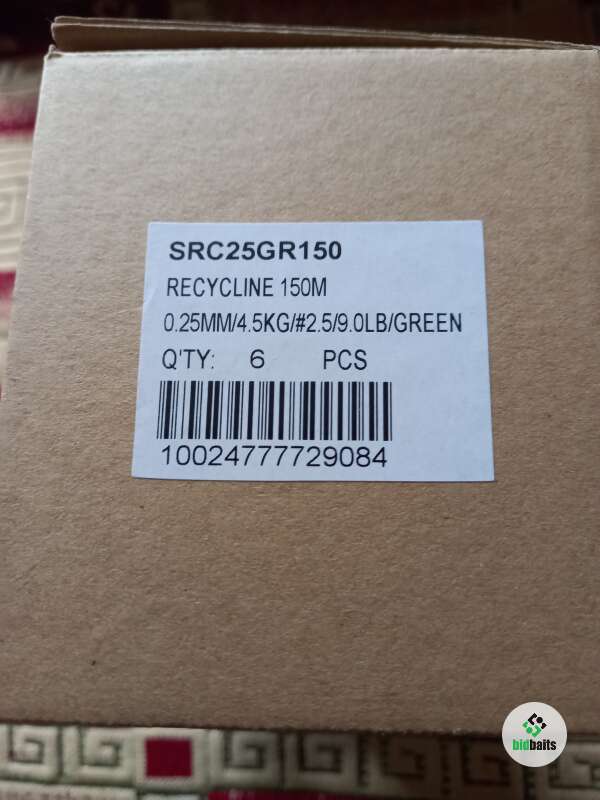 SRC25GR150
RECYCLINE 150M
0.25MM/4.5KG/#2.5/9.0LB/GREEN
Q'TY: 6 PCS
10024777729084
bidbaits